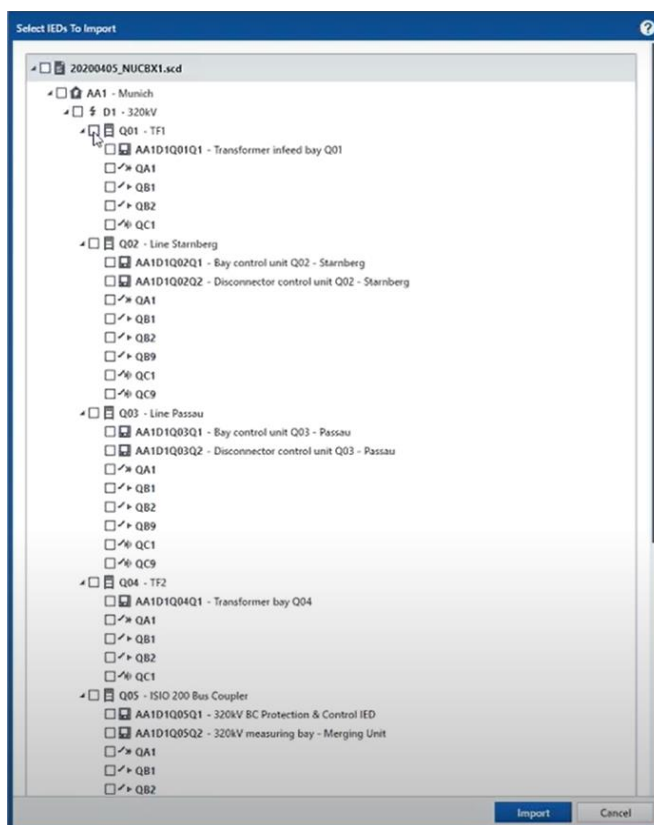 Select IEDs To Import
?
20200405_NUCBX1.scd
AA1 - Munich
D1 - 320kV
Q01 - TF1
AA1D1Q01Q1 - Transformer infeed bay Q01
QA1
QB1
QB2
QC1
Q02 - Line Starnberg
AA1D1Q02Q1 - Bay control unit Q02 - Starnberg
AA1D1Q02Q2 - Disconnector control unit Q02 - Starnberg
QA1
QB1
QB2
QB9
QC1
QC9
Q03 - Line Passau
AA1D1Q03Q1 - Bay control unit Q03 - Passau
AA1D1Q03Q2 - Disconnector control unit Q03 - Passau
QA1
QB1
QB2
QB9
QC1
QC9
Q04 - TF2
AA1D1Q04Q1 - Transformer bay Q04
QA1
QB1
QB2
QC1
Q05 - ISIO 200 Bus Coupler
AA1D1Q05Q1 - 320kV BC Protection & Control IED
AA1D1Q05Q2 - 320kV measuring bay - Merging Unit
QA1
QB1
QB2
Import Cancel